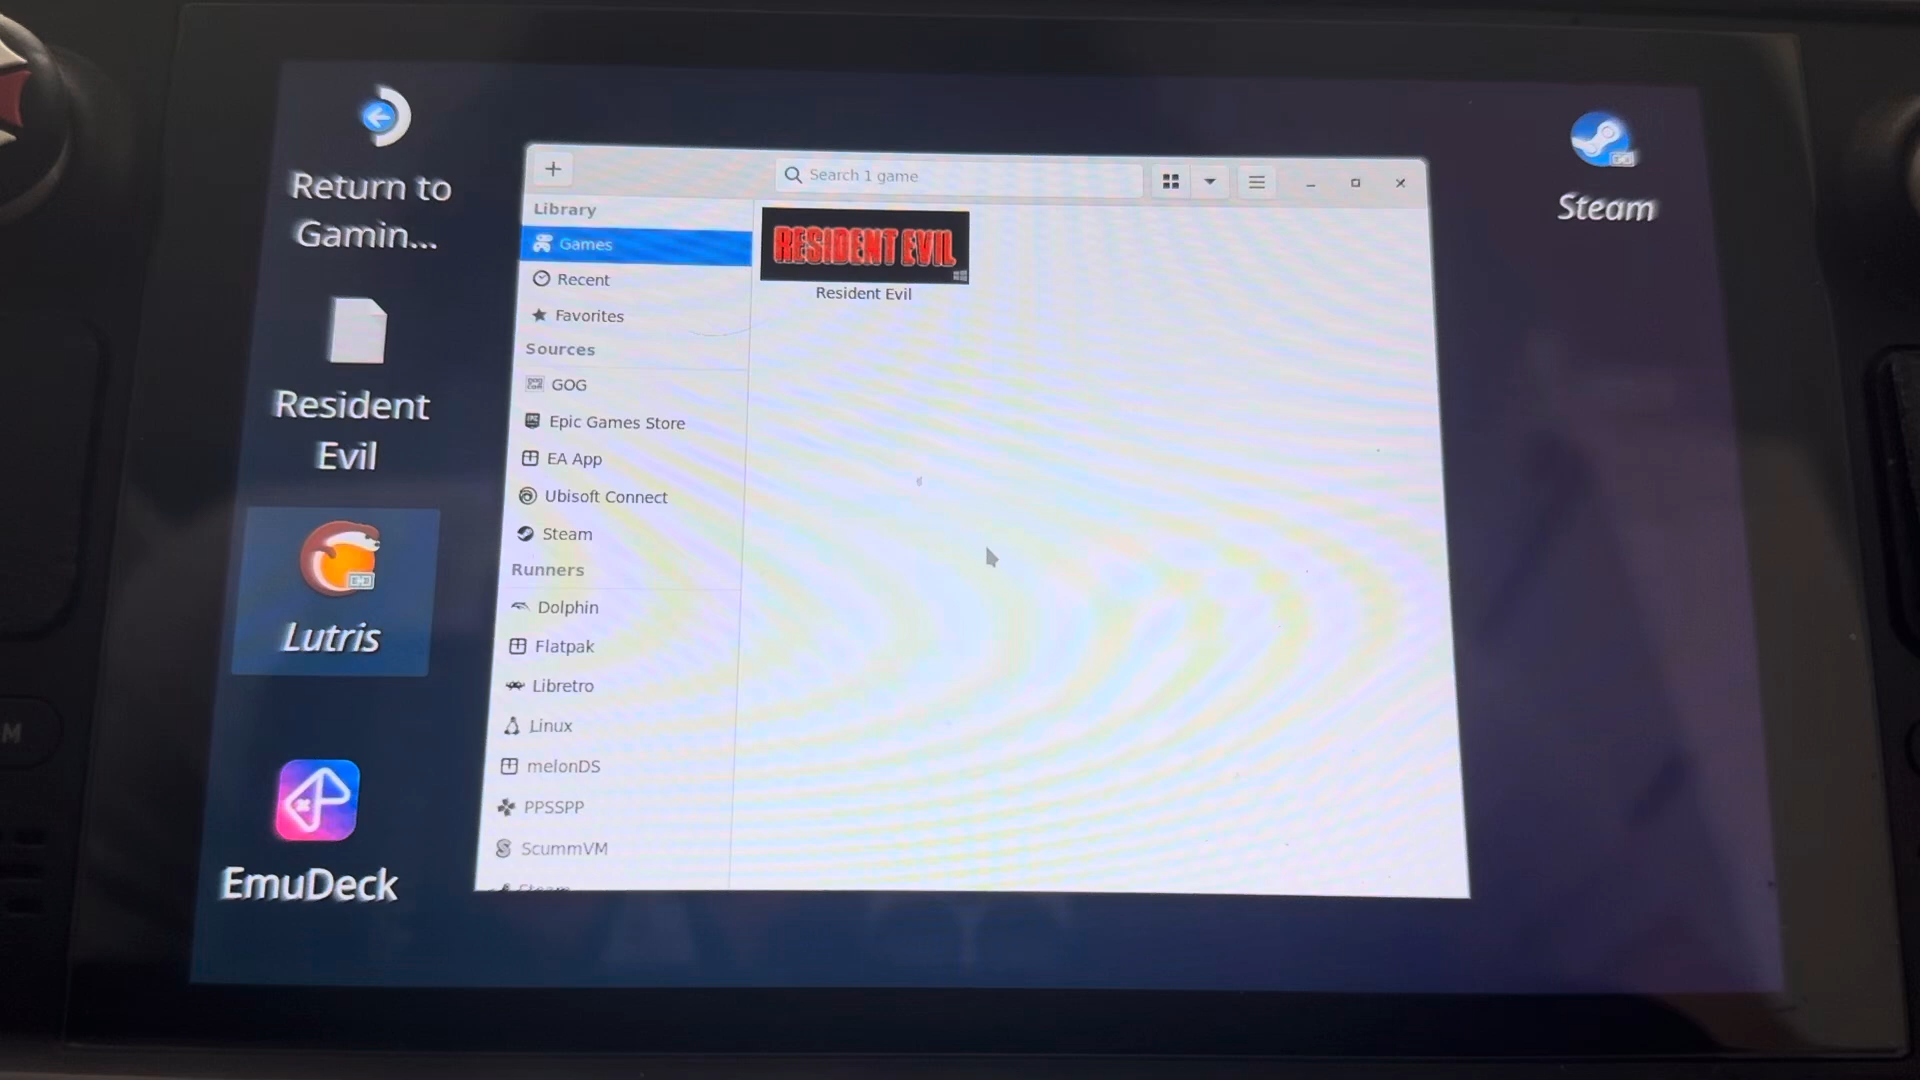 Return to
Gamin...
Resident
Evil
Lutris
EmuDeck
Steam
Search 1 game
Library
Games
Recent
Favorites
Sources
GOG
Epic Games Store
EA App
Ubisoft Connect
Steam
Runners
Dolphin
Flatpak
Libretro
Linux
melonDS
PPSSPP
ScummVM
Steam
RESIDENT EVIL
Resident Evil
M